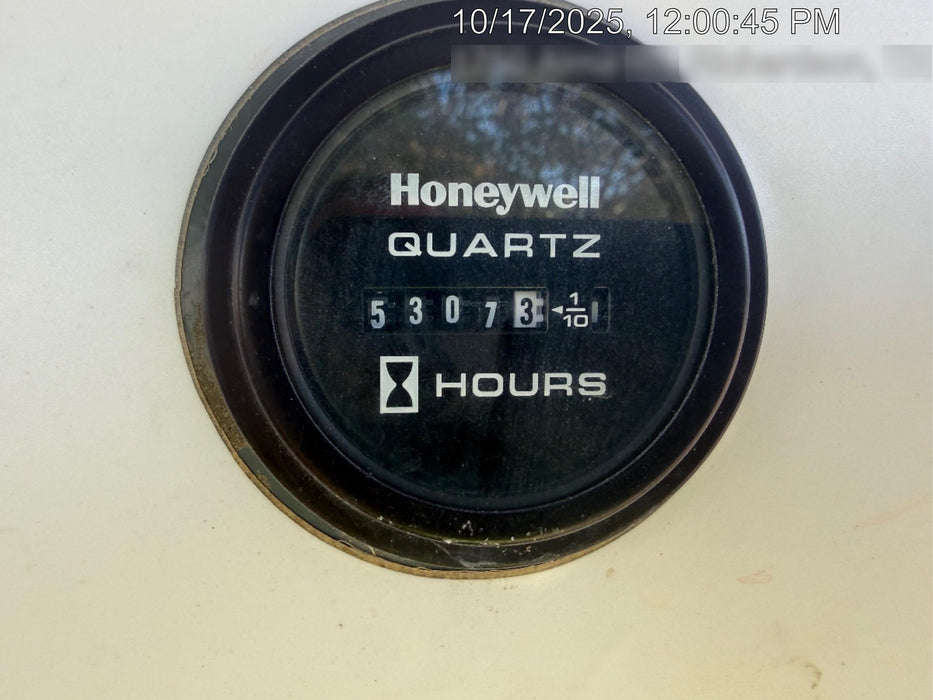 10/17/2025, 12:00:45 PM
Honeywell
QUARTZ
5 3 0 7 3 ◄ 1/10
HOURS